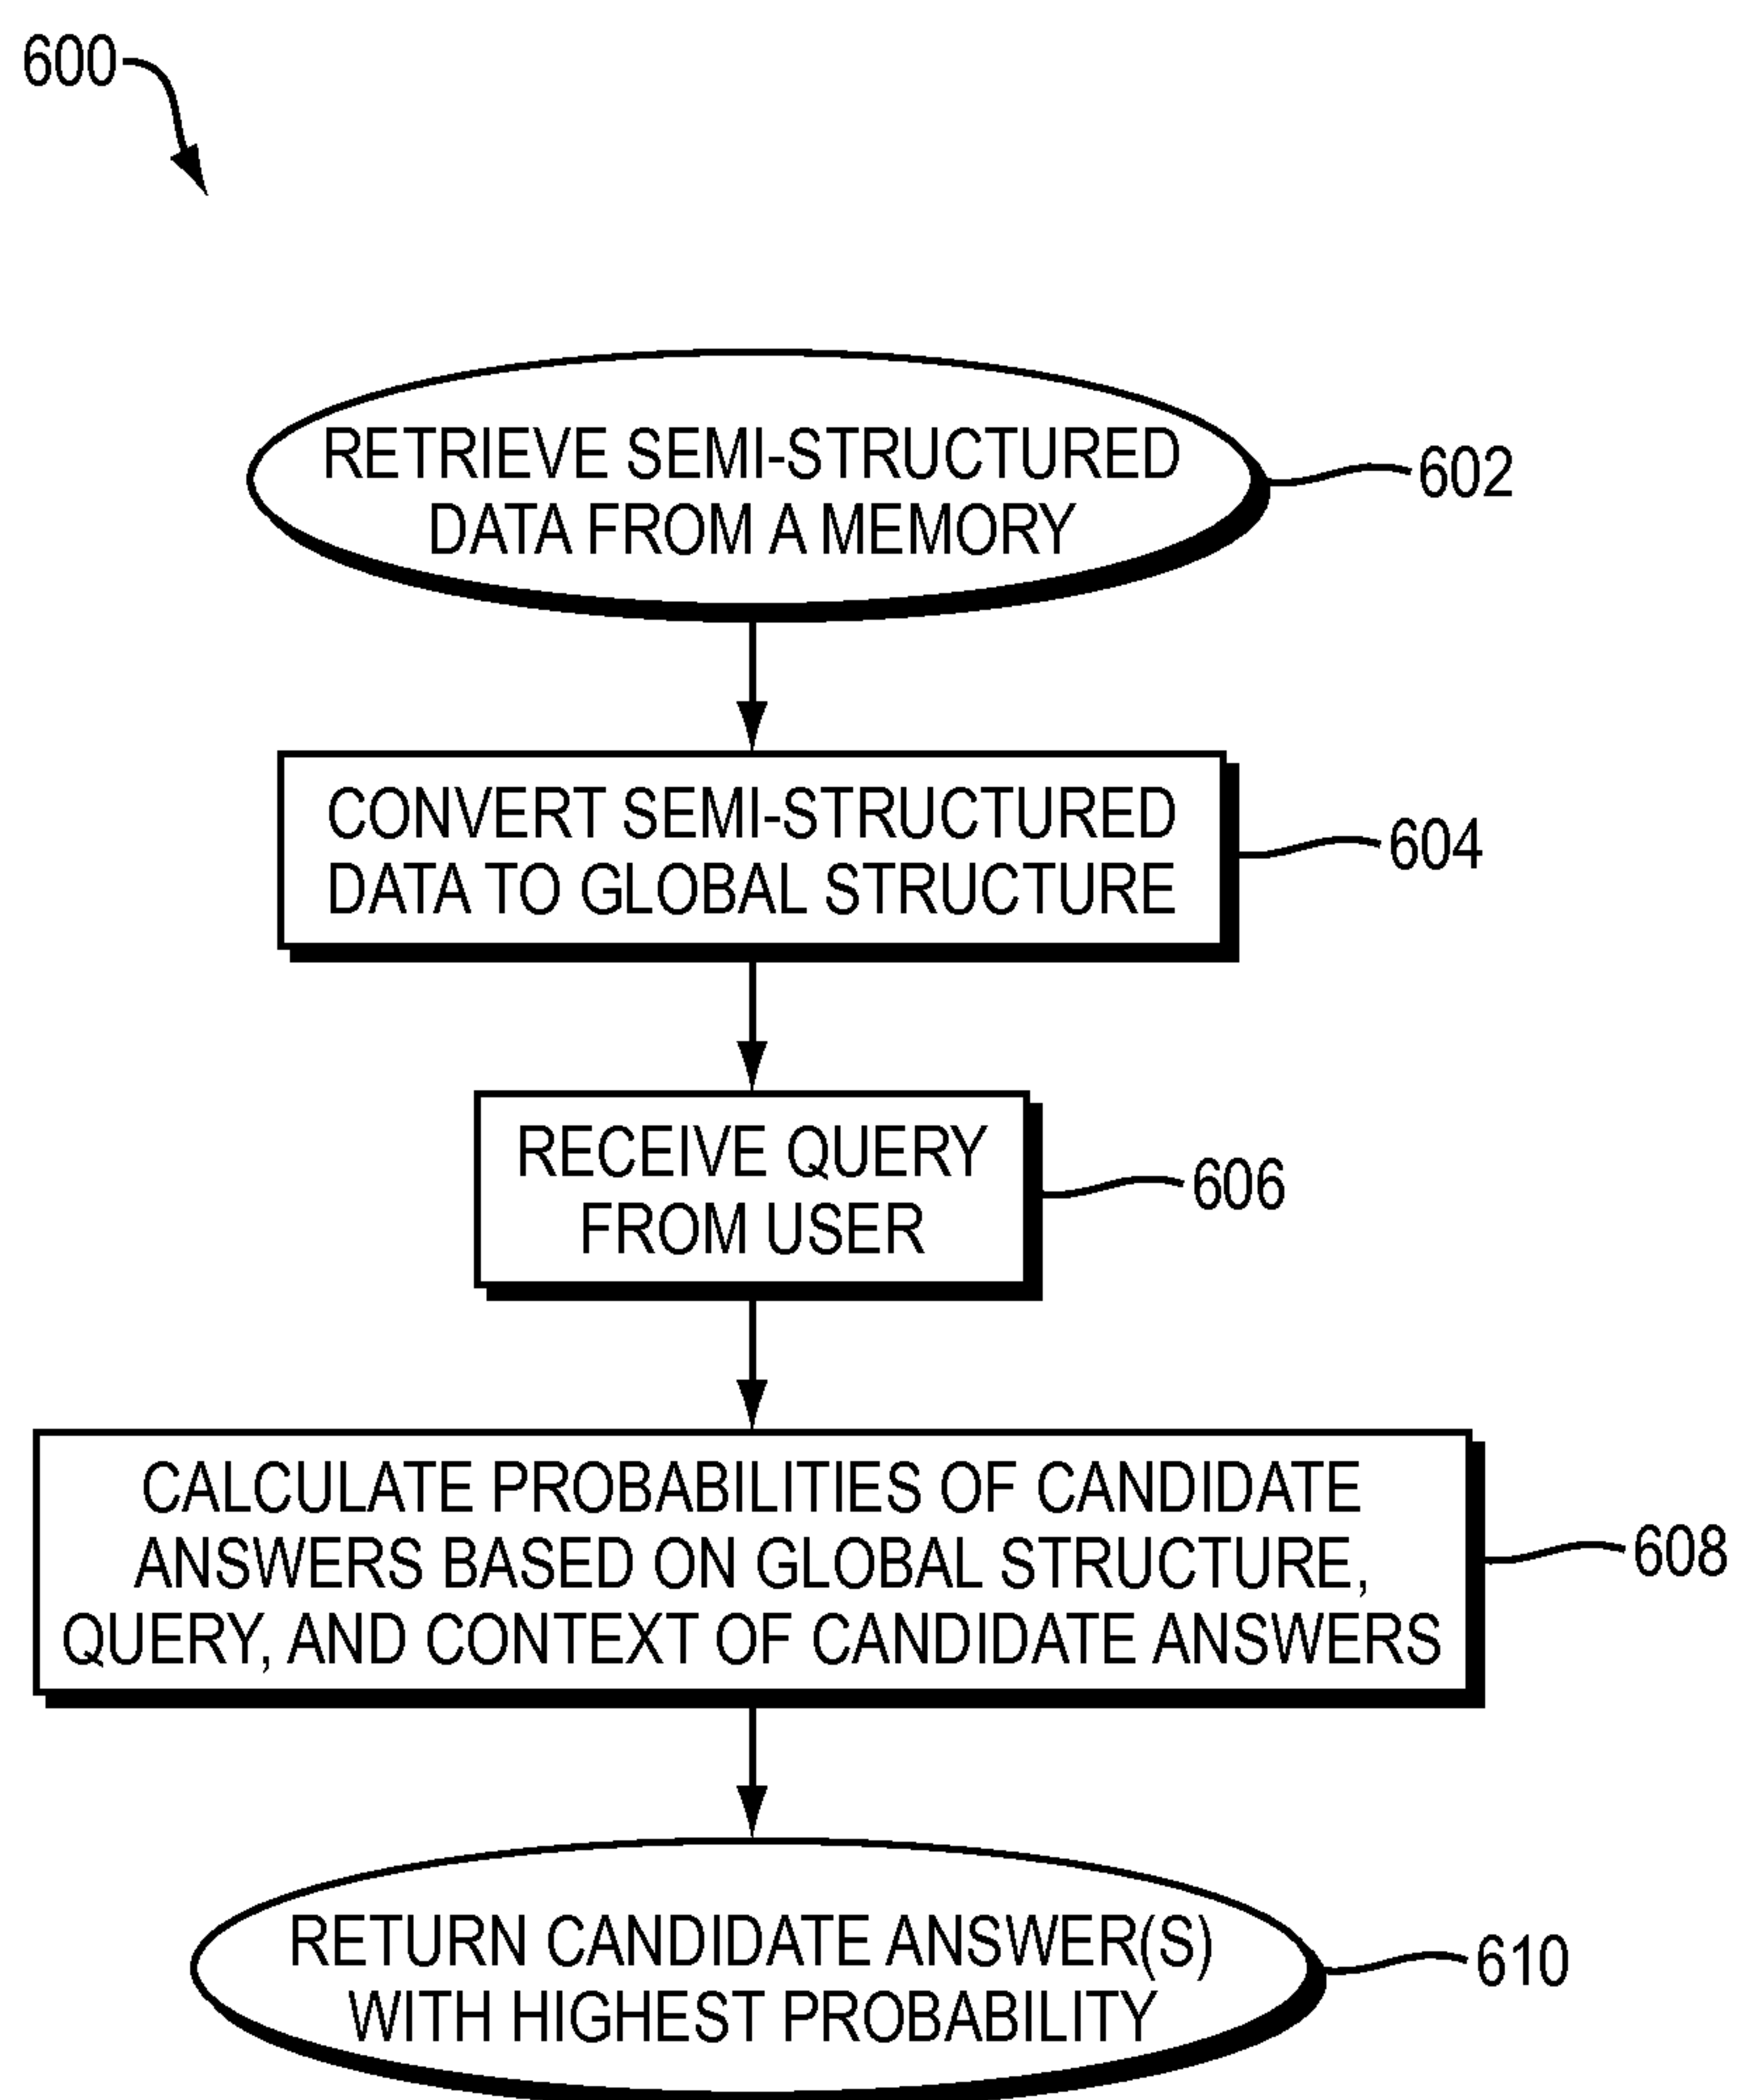 600
RETRIEVE SEMI-STRUCTURED
DATA FROM A MEMORY
602
CONVERT SEMI-STRUCTURED
DATA TO GLOBAL STRUCTURE
604
RECEIVE QUERY
FROM USER
606
CALCULATE PROBABILITIES OF CANDIDATE
ANSWERS BASED ON GLOBAL STRUCTURE,
QUERY, AND CONTEXT OF CANDIDATE ANSWERS
608
RETURN CANDIDATE ANSWER(S)
WITH HIGHEST PROBABILITY
610